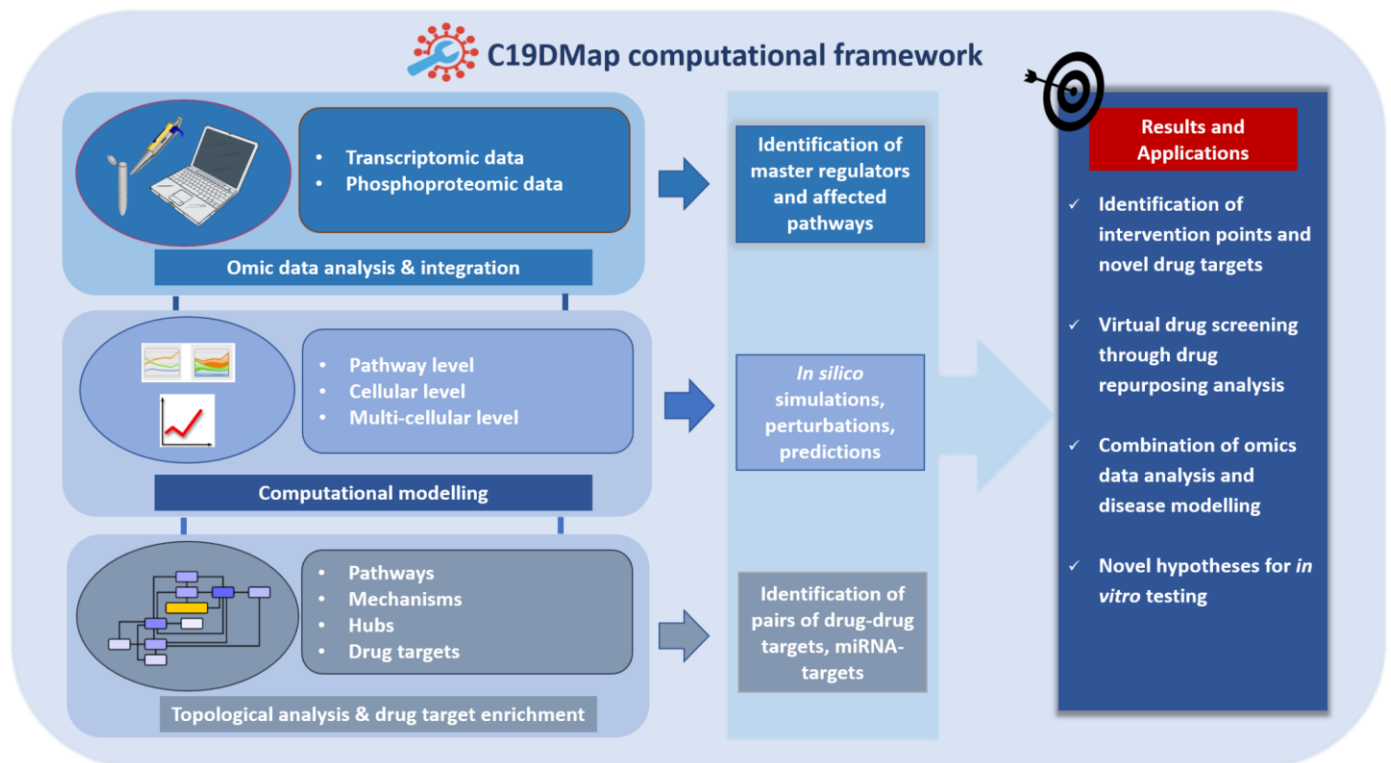 C19DMap computational framework
• Transcriptomic data
• Phosphoproteomic data
Omic data analysis & integration
Identification of
master regulators
and affected
pathways
• Pathway level
• Cellular level
• Multi-cellular level
Computational modelling
In silico
simulations,
perturbations,
predictions
• Pathways
• Mechanisms
• Hubs
• Drug targets
Topological analysis & drug target enrichment
Identification of
pairs of drug-drug
targets, miRNA-
targets
Results and
Applications
✓ Identification of
intervention points and
novel drug targets
✓ Virtual drug screening
through drug
repurposing analysis
✓ Combination of omics
data analysis and
disease modelling
✓ Novel hypotheses for in
vitro testing